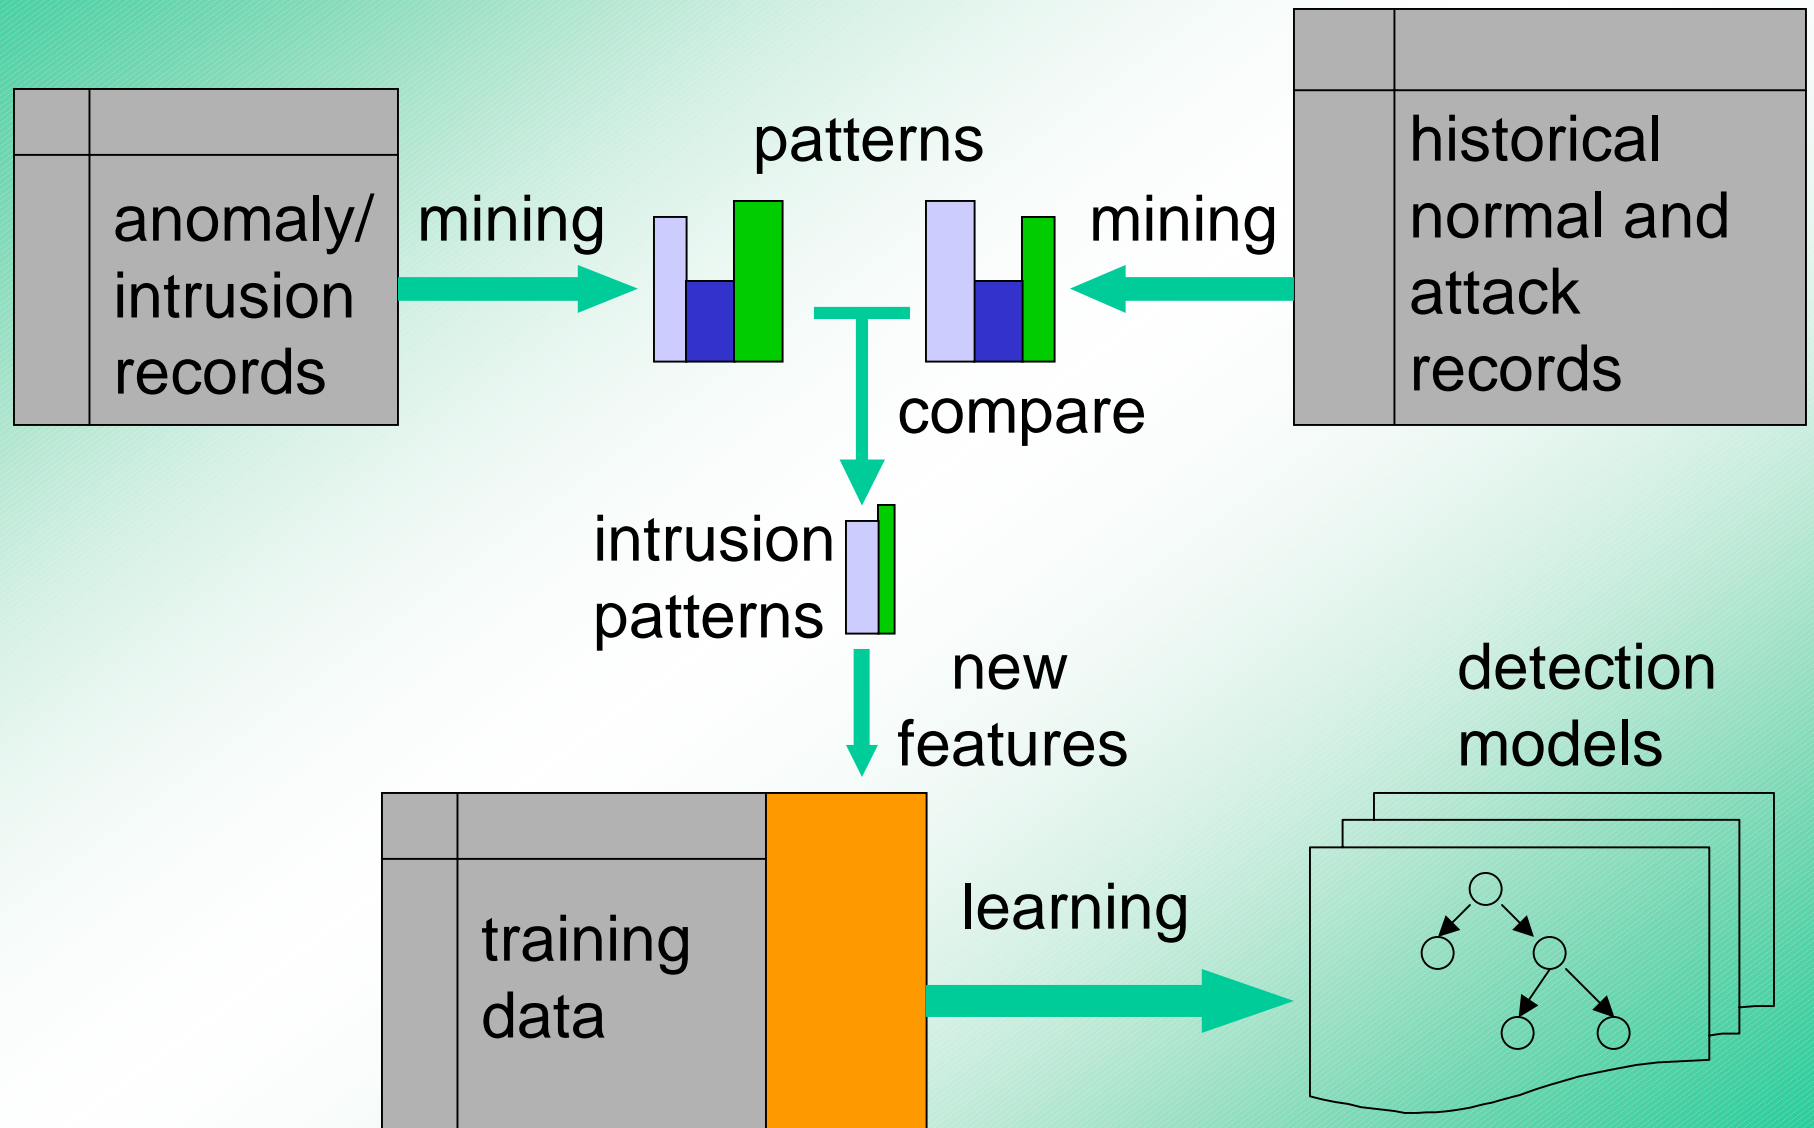 patterns
anomaly/
intrusion
records
mining
mining
historical
normal and
attack
records
compare
intrusion
patterns
new
features
detection
models
training
data
learning